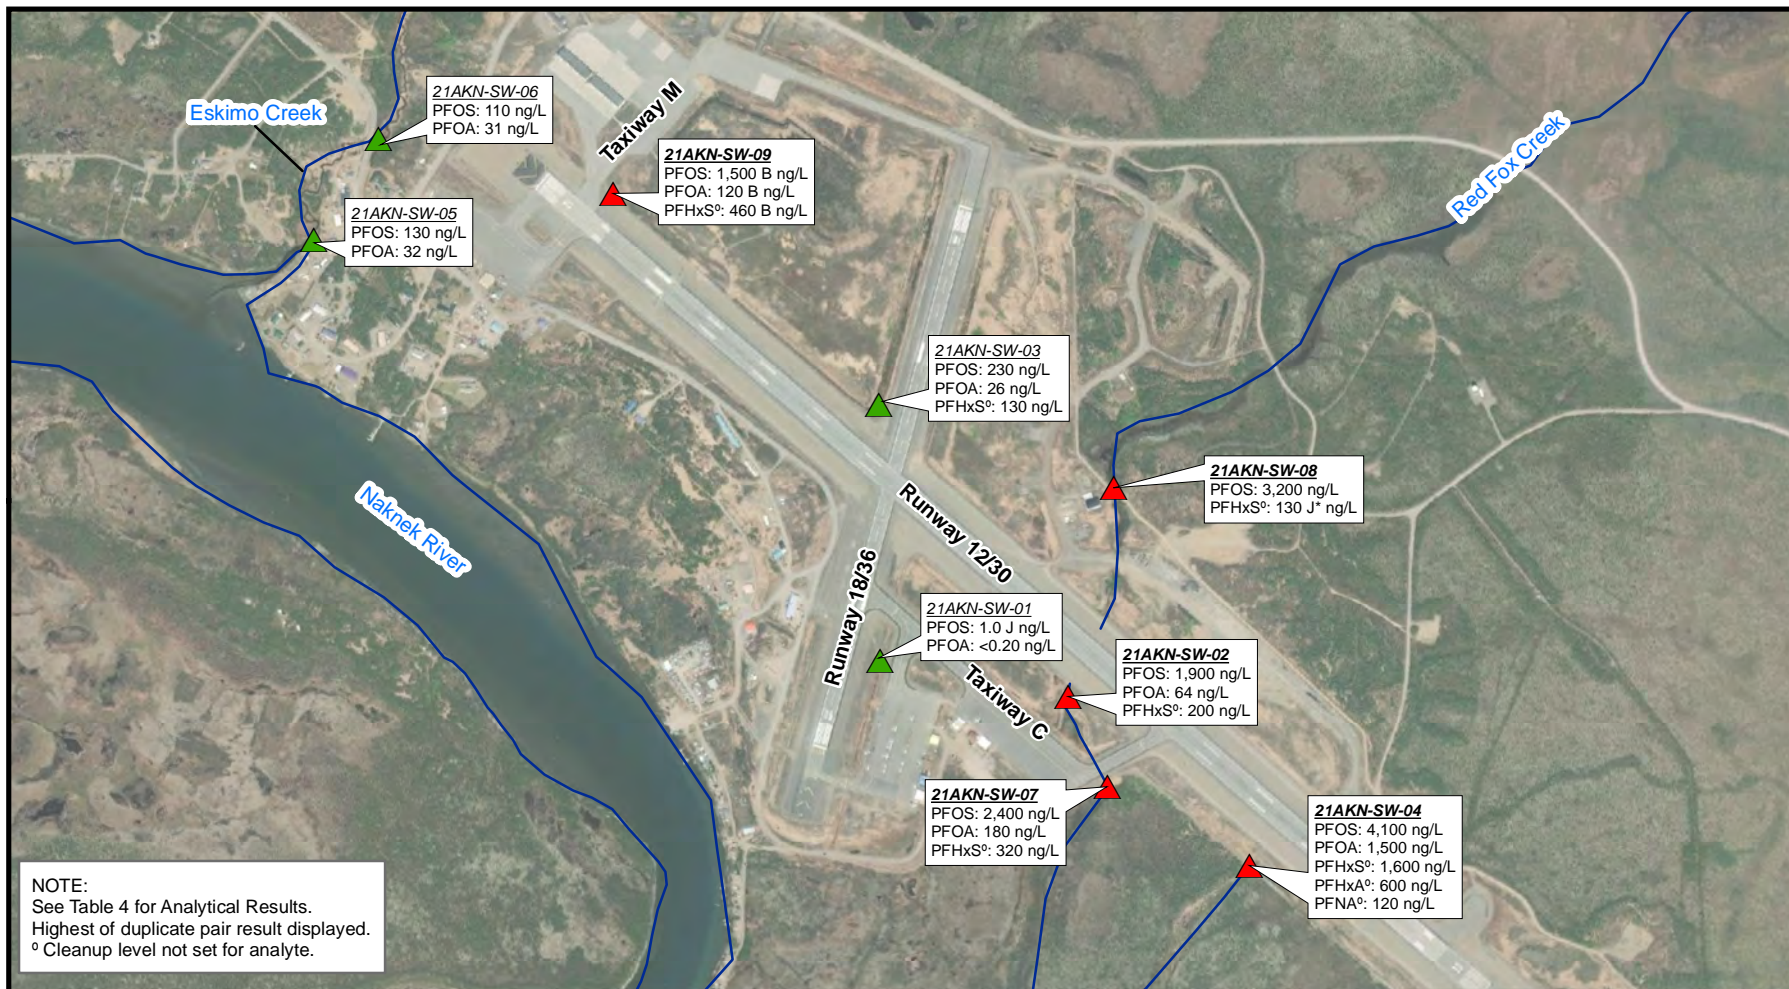 21AKN-SW-06
PFOS: 110 ng/L
PFOA: 31 ng/L
Eskimo Creek
Taxiway M
21AKN-SW-09
PFOS: 1,500 B ng/L
PFOA: 120 B ng/L
PFHxS⁰: 460 B ng/L
Red Fox Creek
21AKN-SW-05
PFOS: 130 ng/L
PFOA: 32 ng/L
21AKN-SW-03
PFOS: 230 ng/L
PFOA: 26 ng/L
PFHxS⁰: 130 ng/L
21AKN-SW-08
PFOS: 3,200 ng/L
PFHxS⁰: 130 J* ng/L
Naknek River
Runway 12/30
Runway 18/36
21AKN-SW-01
PFOS: 1.0 J ng/L
PFOA: <0.20 ng/L
21AKN-SW-02
PFOS: 1,900 ng/L
PFOA: 64 ng/L
PFHxS⁰: 200 ng/L
Taxiway C
21AKN-SW-07
PFOS: 2,400 ng/L
PFOA: 180 ng/L
PFHxS⁰: 320 ng/L
21AKN-SW-04
PFOS: 4,100 ng/L
PFOA: 1,500 ng/L
PFHxS⁰: 1,600 ng/L
PFHxA⁰: 600 ng/L
PFNA⁰: 120 ng/L
NOTE:
See Table 4 for Analytical Results.
Highest of duplicate pair result displayed.
⁰ Cleanup level not set for analyte.